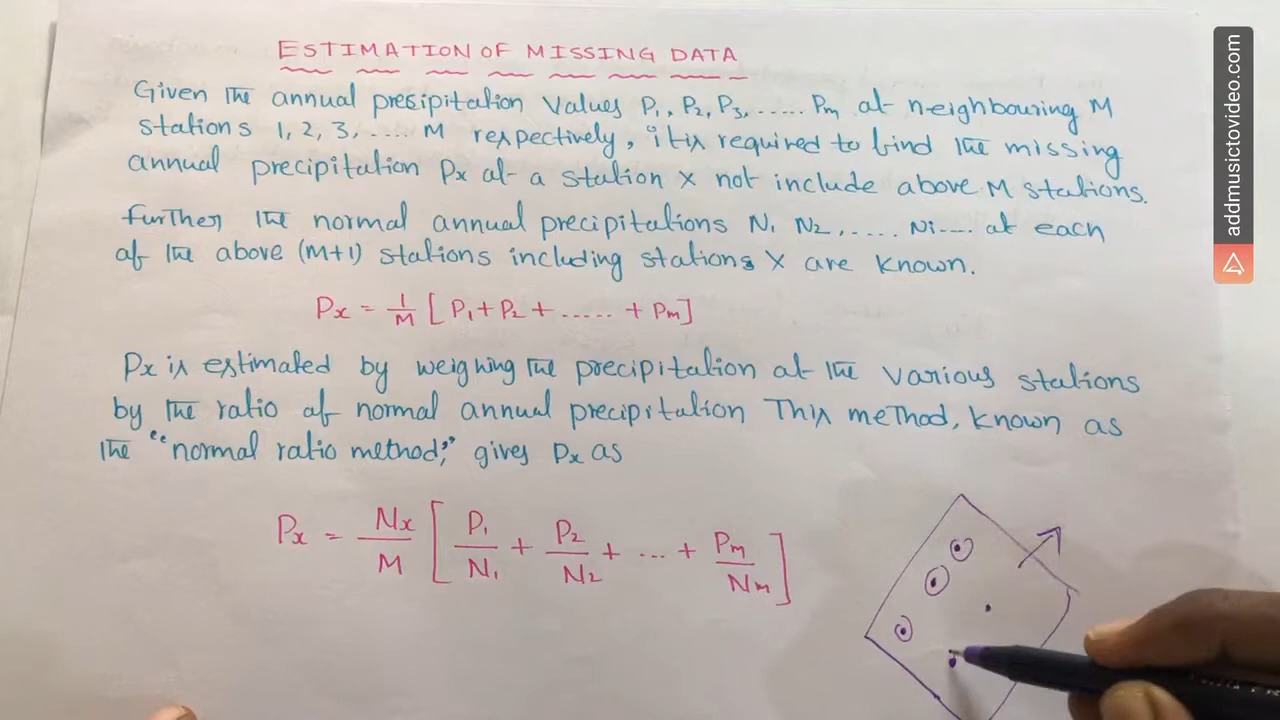 ESTIMATION OF MISSING DATA
Given the annual precipitation values P₁, P₂, P₃, ...... Pm at neighbouring M
stations 1, 2, 3, .... M respectively, it is required to find the missing
annual precipitation Px at a station X not include above M stations.
further the normal annual precipitations N₁ N₂, ..... Ni.... at each
of the above (M+1) stations including stations X are known.
Px = 1/M [P₁ + P₂ + ...... + Pm]
Px is estimated by weighing the precipitation at the various stations
by the ratio of normal annual precipitation This method, known as
the "normal ratio method," gives Px as
Px = Nx/M [P₁/N₁ + P₂/N₂ + ... + Pm/Nm]
addmusictovideo.com